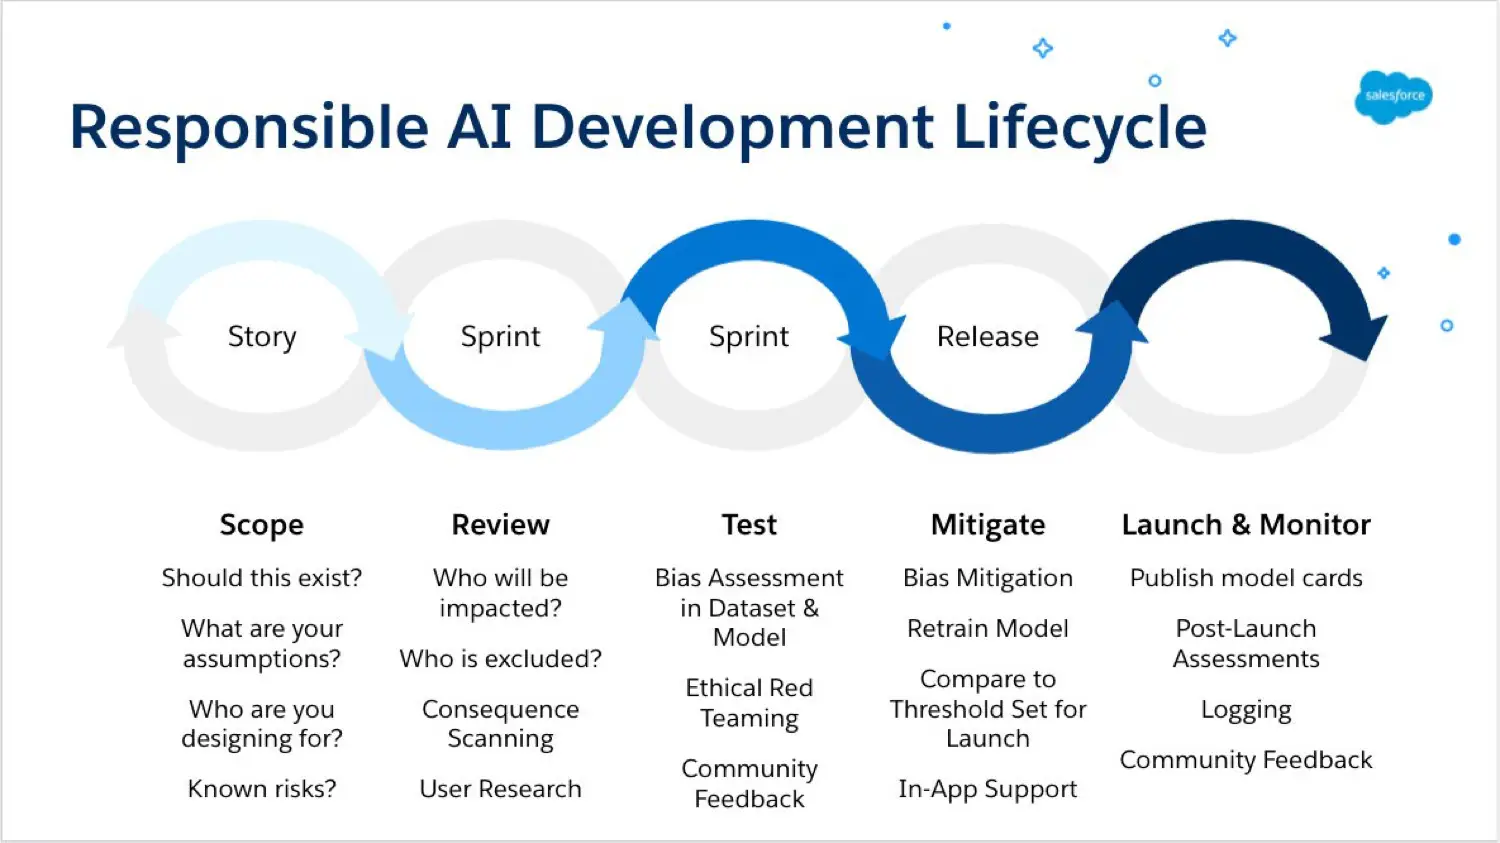 Responsible AI Development Lifecycle
salesforce
Story
Sprint
Sprint
Release
Scope
Should this exist?
What are your
assumptions?
Who are you
designing for?
Known risks?
Review
Who will be
impacted?
Who is excluded?
Consequence
Scanning
User Research
Test
Bias Assessment
in Dataset &
Model
Ethical Red
Teaming
Community
Feedback
Mitigate
Bias Mitigation
Retrain Model
Compare to
Threshold Set for
Launch
In-App Support
Launch & Monitor
Publish model cards
Post-Launch
Assessments
Logging
Community Feedback